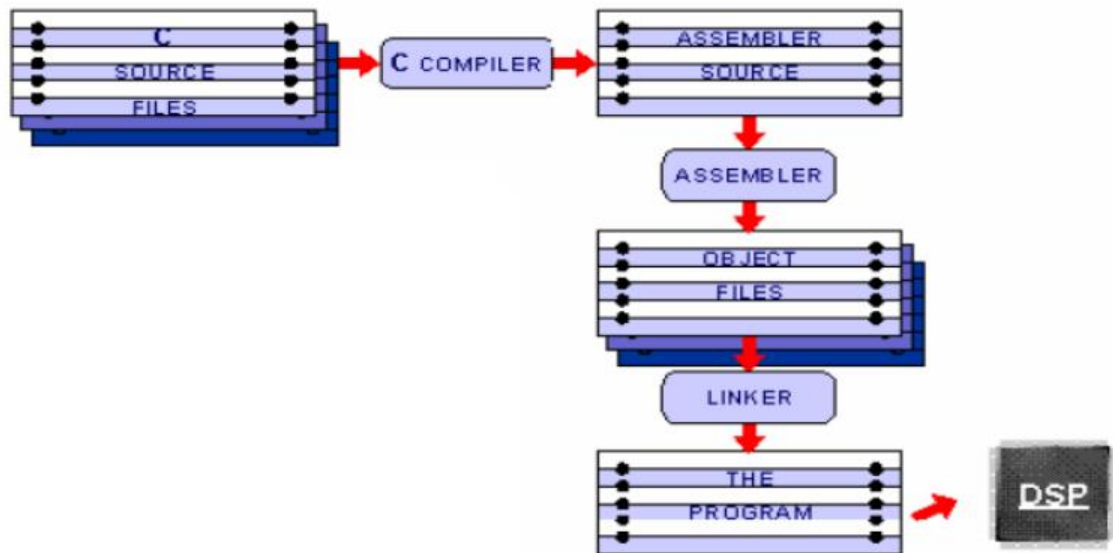 C
SOURCE
FILES
C COMPILER
ASSEMBLER
SOURCE
ASSEMBLER
OBJECT
FILES
LINKER
THE
PROGRAM
DSP